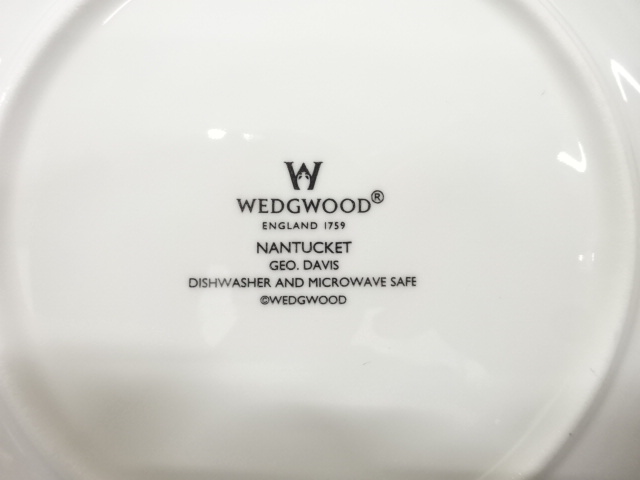 W
WEDGWOOD®
ENGLAND 1759
NANTUCKET
GEO. DAVIS
DISHWASHER AND MICROWAVE SAFE
©WEDGWOOD